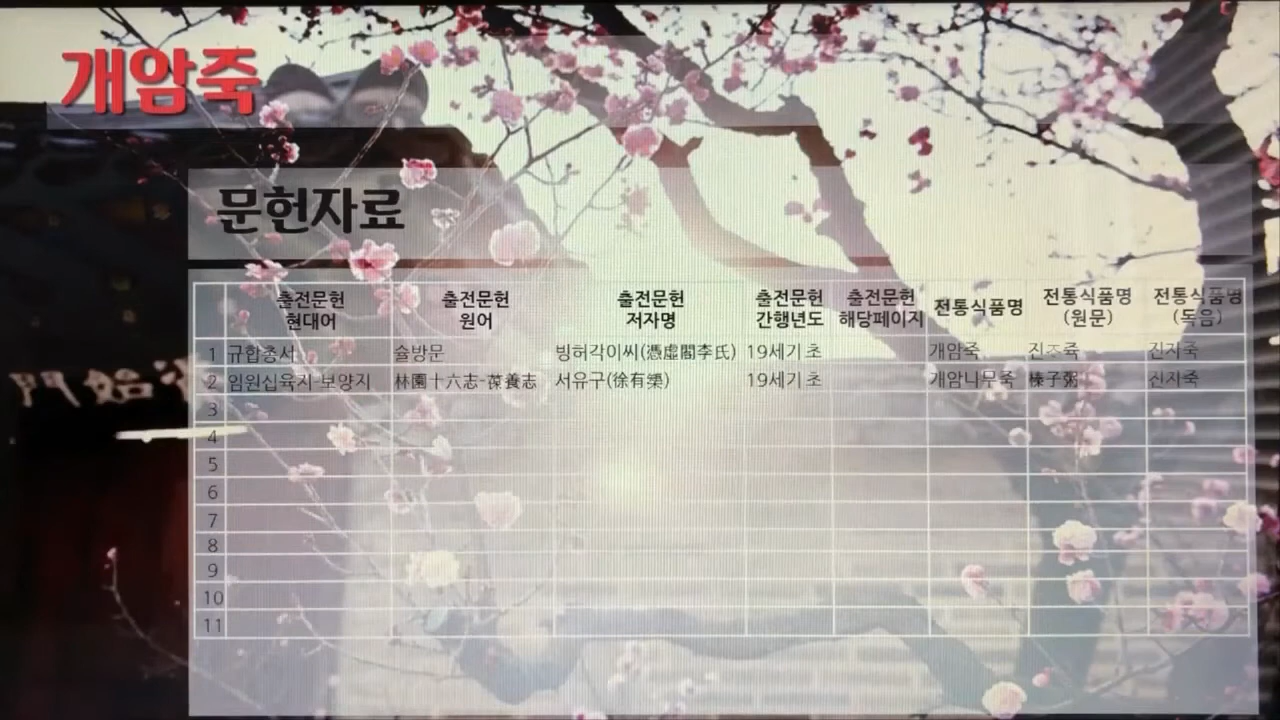 개암죽
문헌자료
출전문헌 현대어 출전문헌 원어 출전문헌 저자명 출전문헌 간행년도 출전문헌 해당페이지 전통식품명 전통식품명 (원문) 전통식품명 (독음)
1 규합총서 술방문 빙허각이씨(憑虛閣李氏) 19세기 초 개암죽 진주쥭 진자죽
2 임원십육지-보양지 林園十六志-葆養志 서유구(徐有榘) 19세기 초 개암나무죽 榛子粥 진자죽
3
4
5
6
7
8
9
10
11
門 始